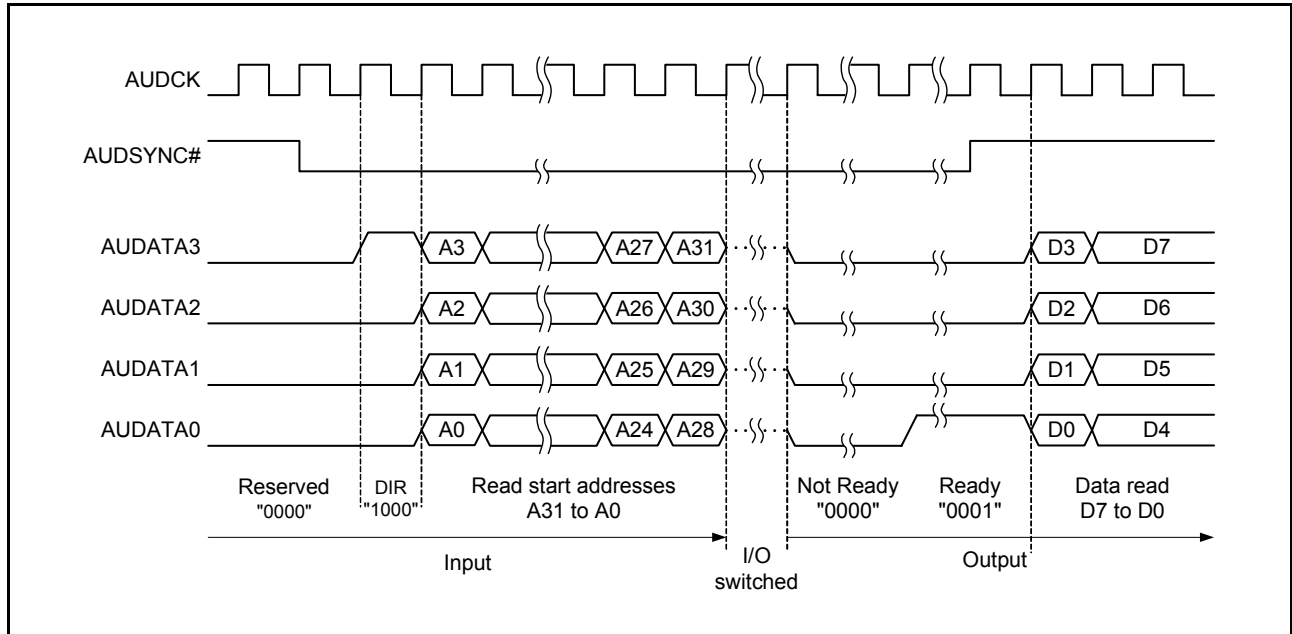 AUDCK
AUDSYNC#
AUDATA3 A3 A27 A31 D3 D7
AUDATA2 A2 A26 A30 D2 D6
AUDATA1 A1 A25 A29 D1 D5
AUDATA0 A0 A24 A28 D0 D4
Reserved DIR Read start addresses Not Ready Ready Data read
"0000" "1000" A31 to A0 "0000" "0001" D7 to D0
Input I/O Output
switched